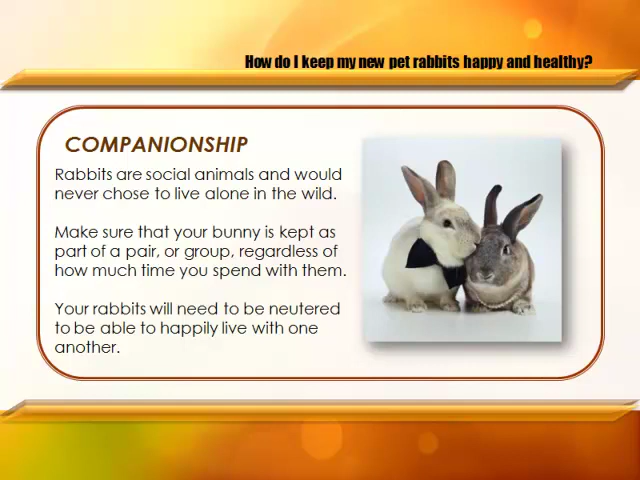 How do I keep my new pet rabbits happy and healthy?
COMPANIONSHIP
Rabbits are social animals and would
never chose to live alone in the wild.
Make sure that your bunny is kept as
part of a pair, or group, regardless of
how much time you spend with them.
Your rabbits will need to be neutered
to be able to happily live with one
another.